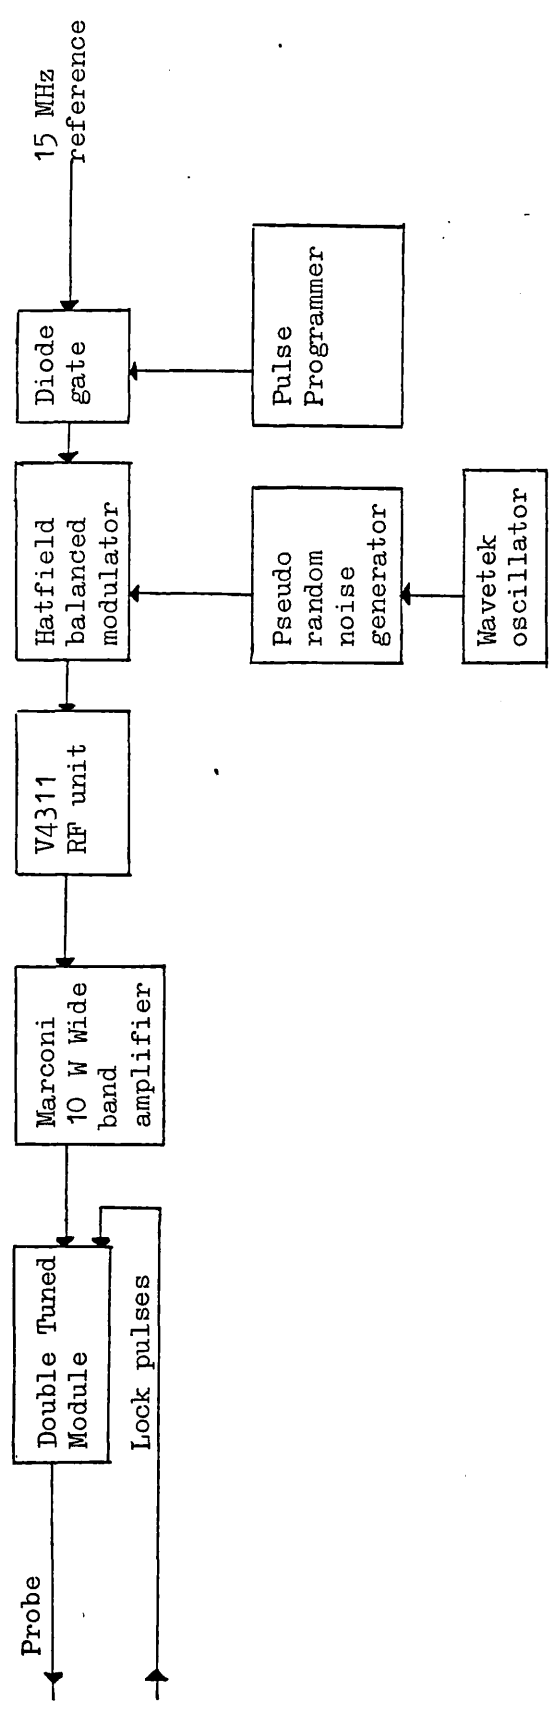 Probe
Double Tuned
Module
Lock pulses
Marconi
10 W Wide
band
amplifier
V4311
RF unit
Hatfield
balanced
modulator
Diode
gate
15 MHz
reference
Pseudo
random
noise
generator
Pulse
Programmer
Wavetek
oscillator